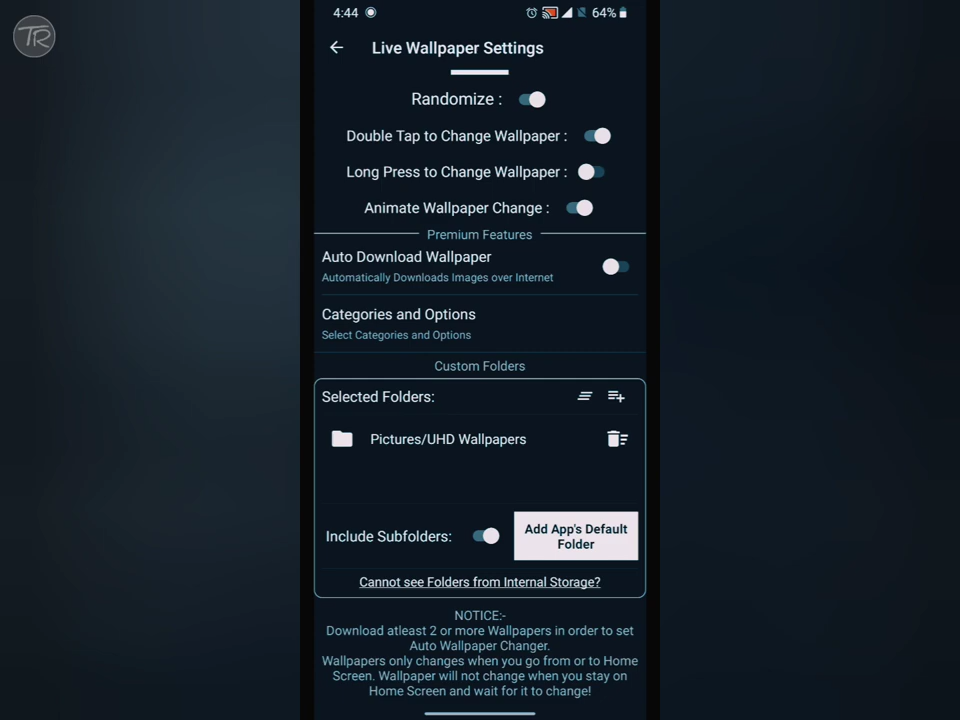 TR
4:44
64%
Live Wallpaper Settings
Randomize :
Double Tap to Change Wallpaper :
Long Press to Change Wallpaper :
Animate Wallpaper Change :
Premium Features
Auto Download Wallpaper
Automatically Downloads Images over Internet
Categories and Options
Select Categories and Options
Custom Folders
Selected Folders:
Pictures/UHD Wallpapers
Include Subfolders:
Add App's Default
Folder
Cannot see Folders from Internal Storage?
NOTICE:-
Download atleast 2 or more Wallpapers in order to set
Auto Wallpaper Changer.
Wallpapers only changes when you go from or to Home
Screen. Wallpaper will not change when you stay on
Home Screen and wait for it to change!